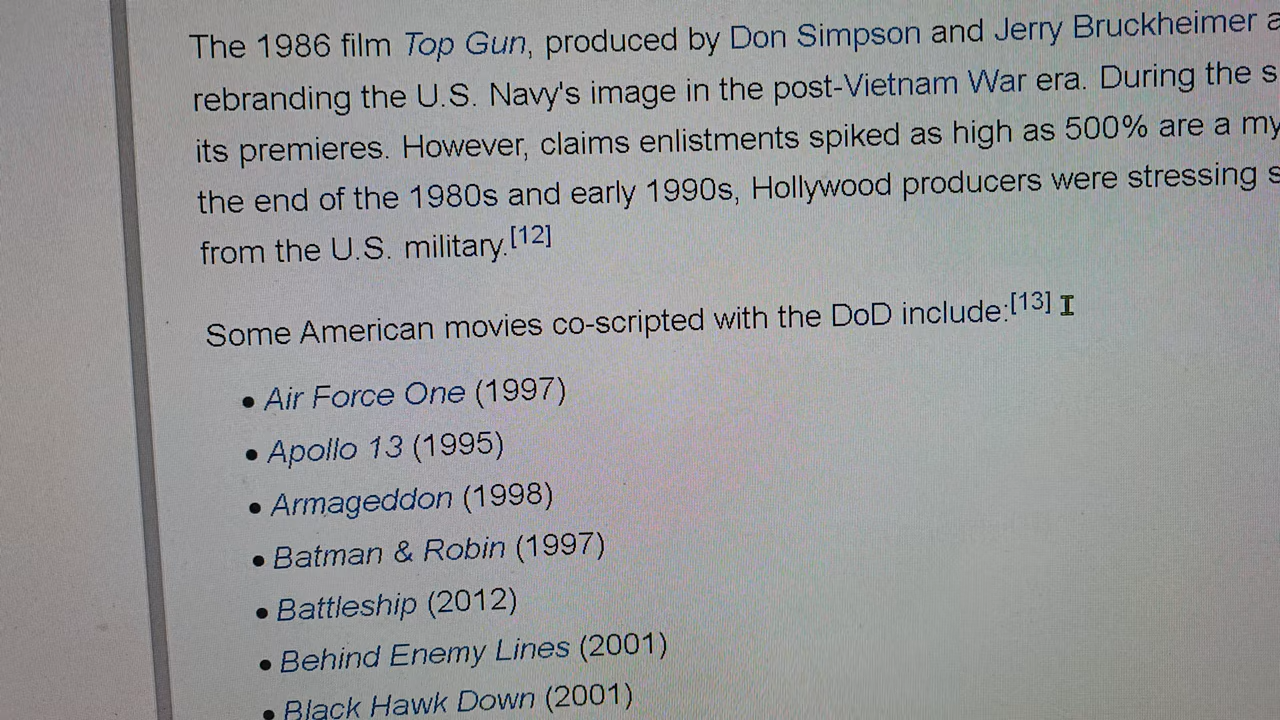 The 1986 film Top Gun, produced by Don Simpson and Jerry Bruckheimer
rebranding the U.S. Navy's image in the post-Vietnam War era. During the
its premieres. However, claims enlistments spiked as high as 500% are a
the end of the 1980s and early 1990s, Hollywood producers were stressing
from the U.S. military.[12]
Some American movies co-scripted with the DoD include:[13]
• Air Force One (1997)
• Apollo 13 (1995)
• Armageddon (1998)
• Batman & Robin (1997)
• Battleship (2012)
• Behind Enemy Lines (2001)
• Black Hawk Down (2001)